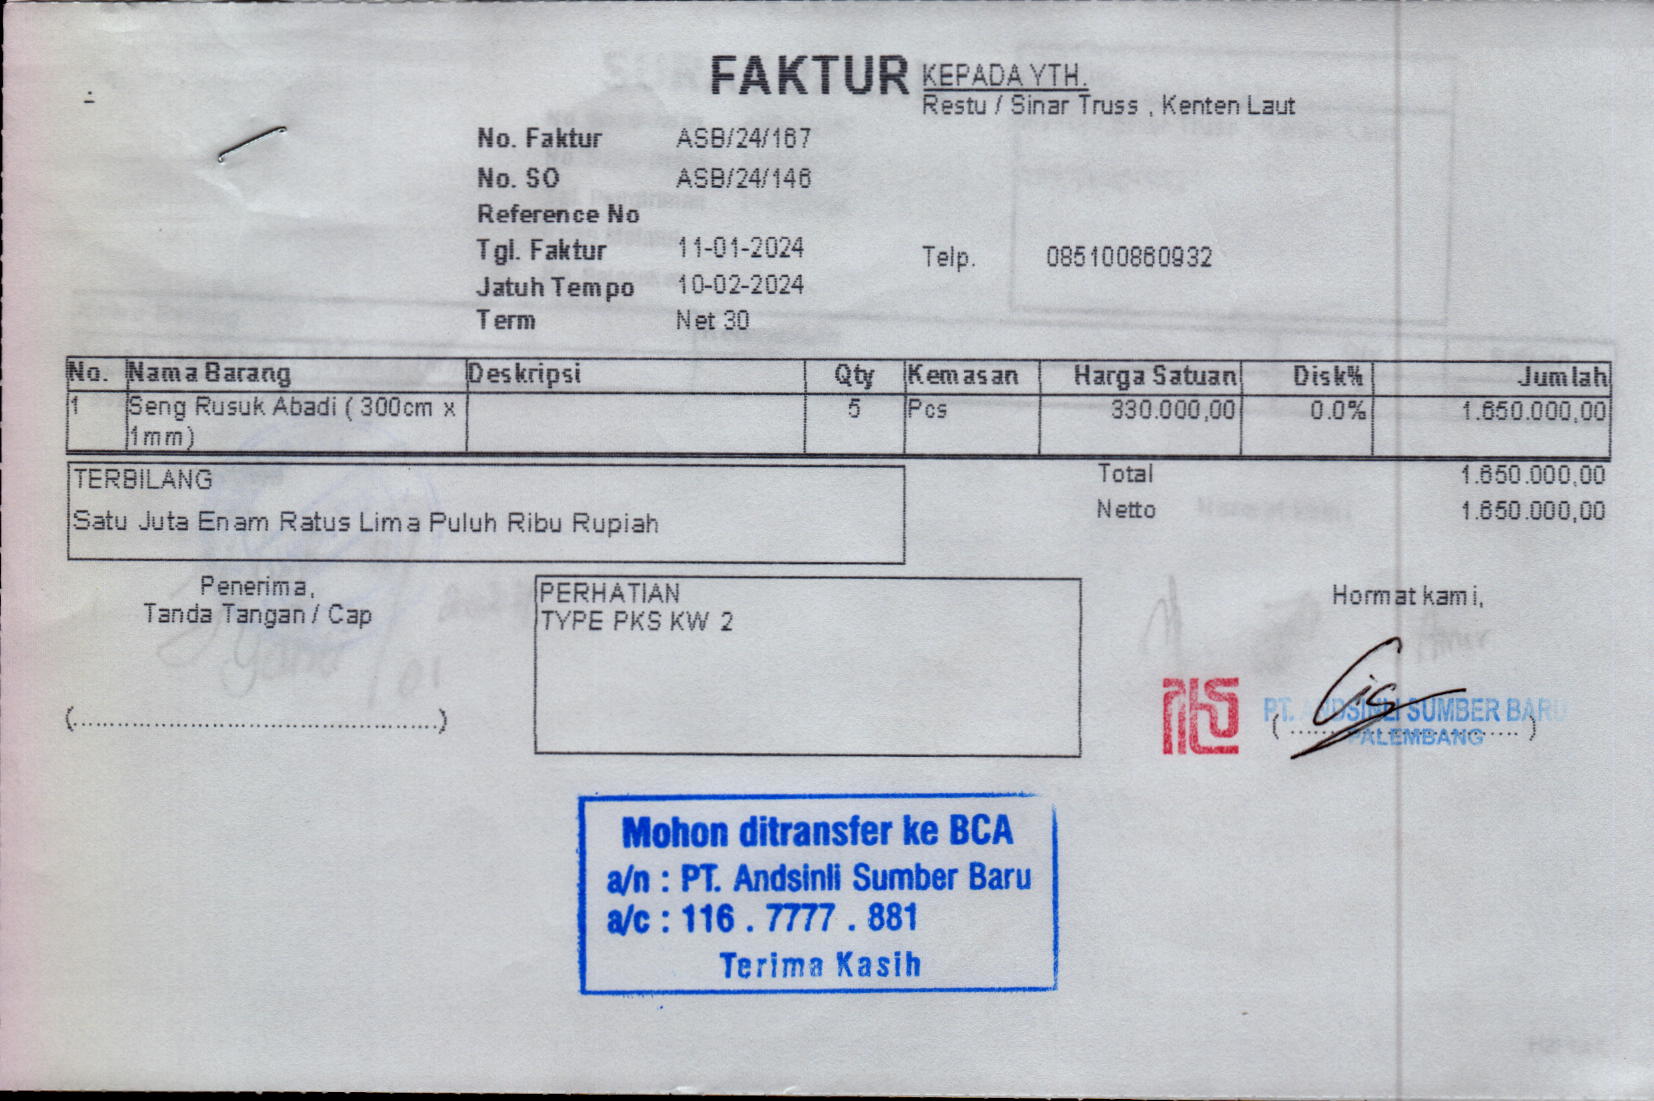 FAKTUR
KEPADA YTH.
Restu / Sinar Truss , Kenten Laut
No. Faktur ASB/24/167
No. SO ASB/24/146
Reference No
Tgl. Faktur 11-01-2024
Telp. 085100860932
Jatuh Tempo 10-02-2024
Term Net 30
No. Nama Barang Deskripsi Qty Kemasan Harga Satuan Disk% Jumlah
1 Seng Rusuk Abadi ( 300cm x 5 Pcs 330.000,00 0.0% 1.650.000,00
1mm)
TERBILANG
Satu Juta Enam Ratus Lima Puluh Ribu Rupiah
Total 1.650.000,00
Netto 1.650.000,00
Penerima,
Tanda Tangan / Cap
(..................................................)
PERHATIAN
TYPE PKS KW 2
Hormat kami,
PT. ANDSINLI SUMBER BARU
PALEMBANG
Mohon ditransfer ke BCA
a/n : PT. Andsinli Sumber Baru
a/c : 116 . 7777 . 881
Terima Kasih